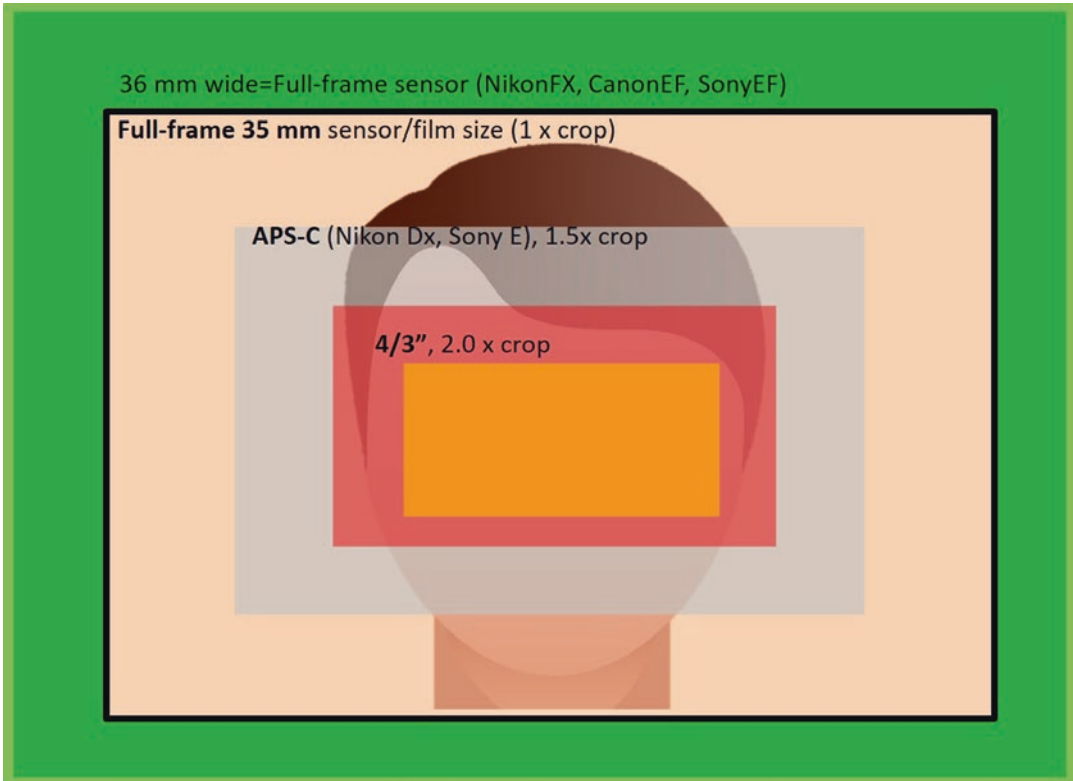 36 mm wide=Full-frame sensor (NikonFX, CanonEF, SonyEF)
Full-frame 35 mm sensor/film size (1 x crop)
APS-C (Nikon Dx, Sony E), 1.5x crop
4/3”, 2.0 x crop